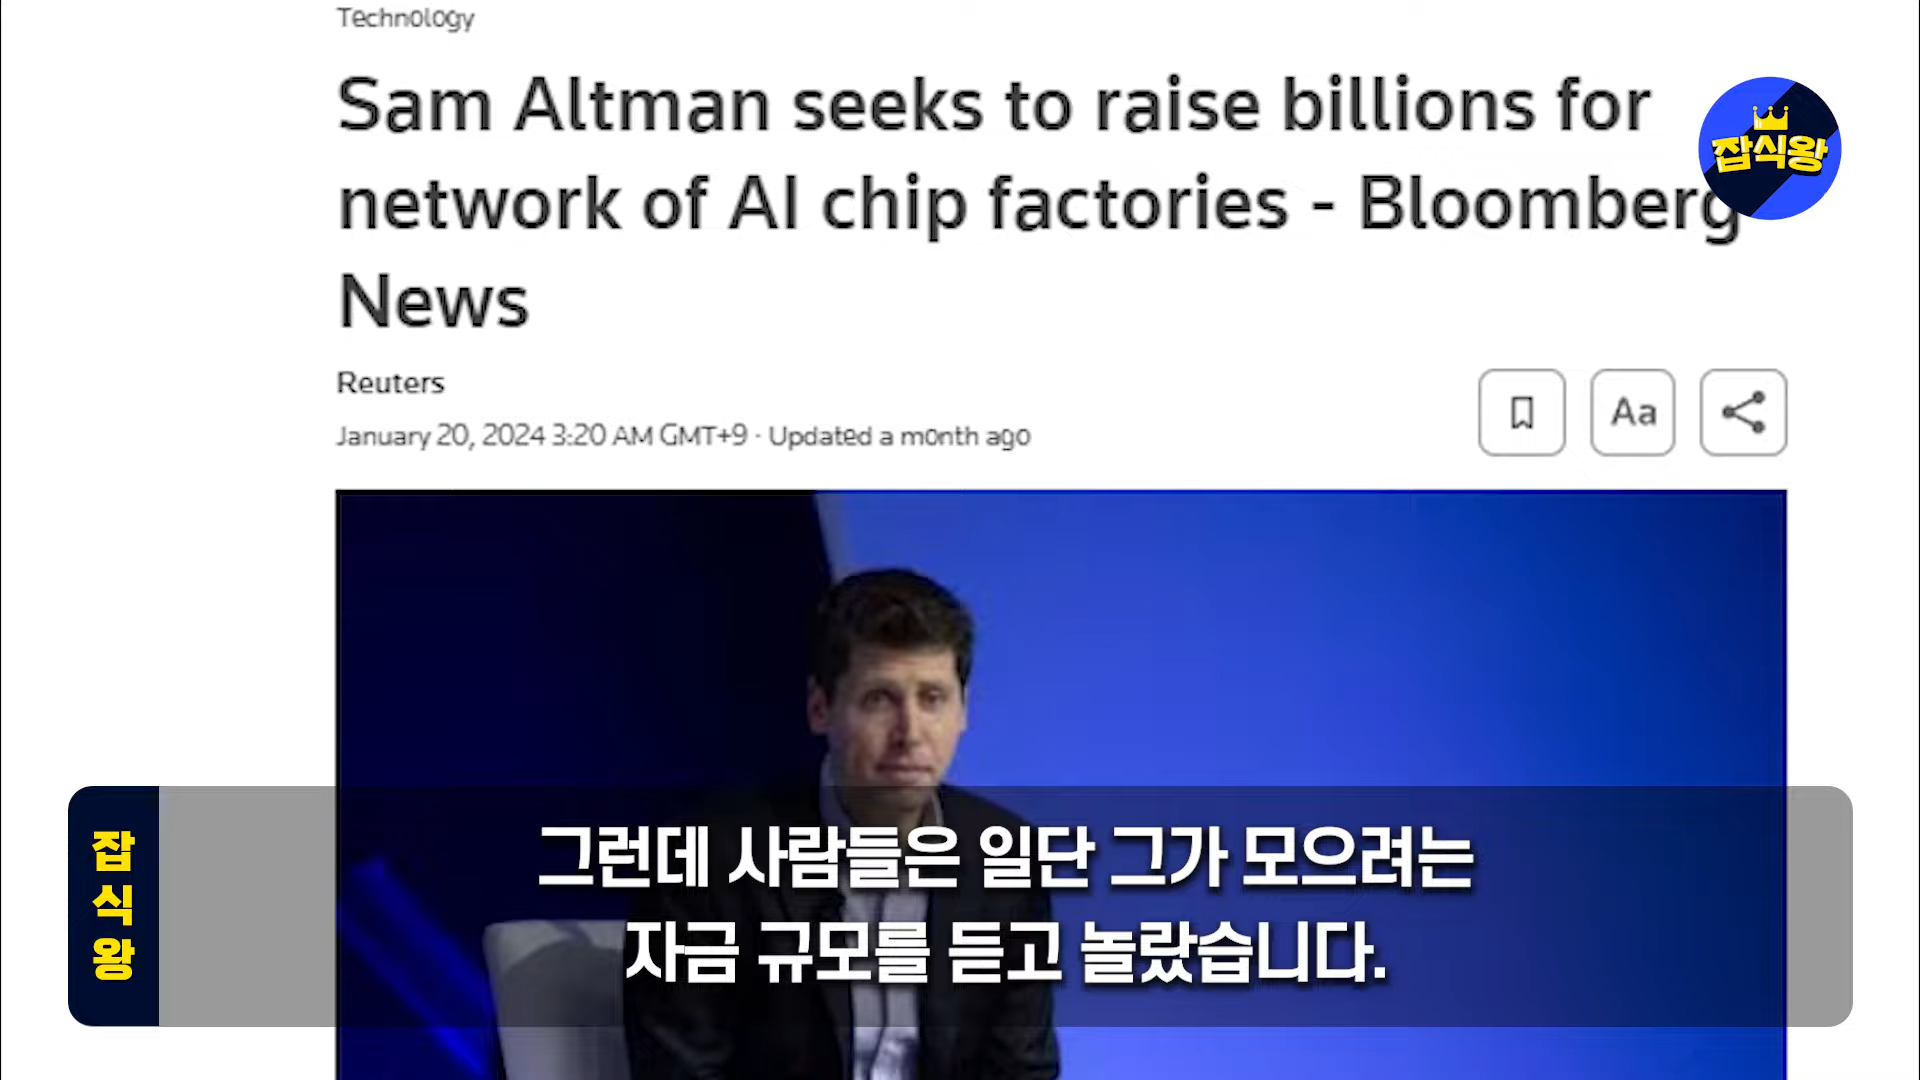 Technology
Sam Altman seeks to raise billions for
network of AI chip factories - Bloomberg
News
잡식왕
Reuters
January 20, 2024 3:20 AM GMT+9 · Updated a month ago
Aa
잡식왕
그런데 사람들은 일단 그가 모으려는
자금 규모를 듣고 놀랐습니다.